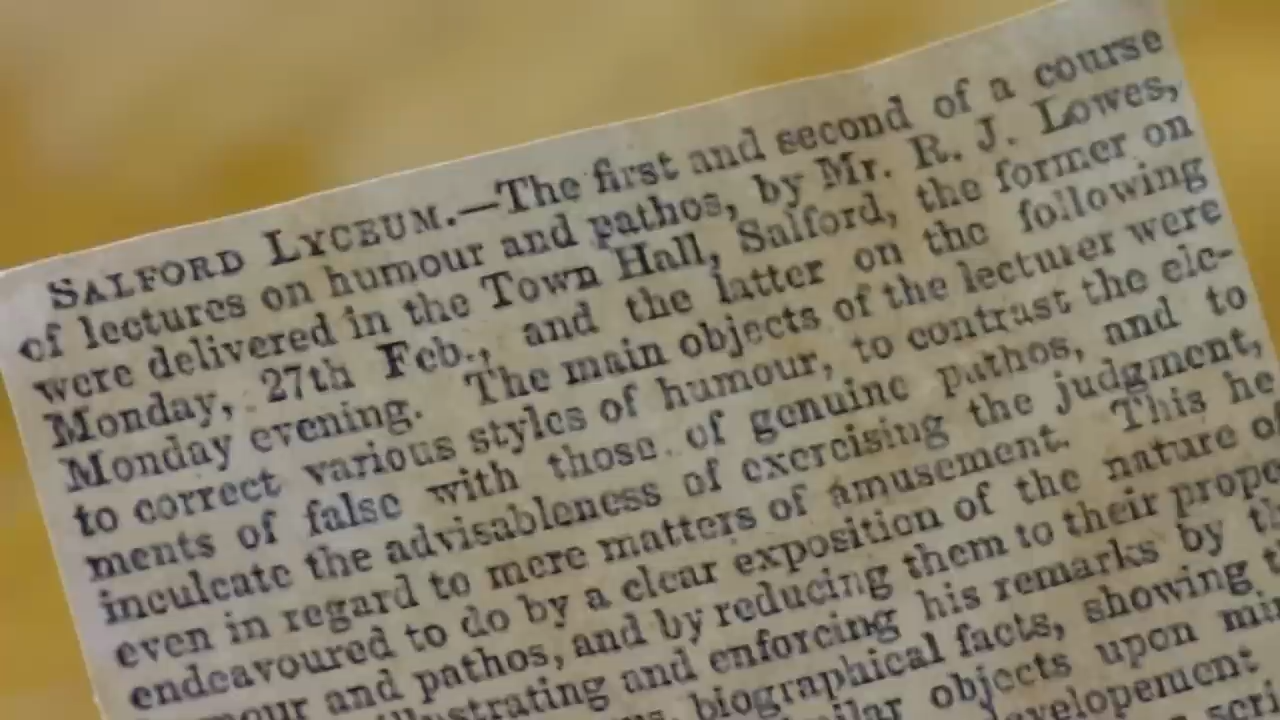 SALFORD LYCEUM.—The first and second of a course
of lectures on humour and pathos, by Mr. R. J. Lowes,
were delivered in the Town Hall, Salford, the former on
Monday, 27th Feb., and the latter on the following
Monday evening. The main objects of the lecturer were
to correct various styles of humour, to contrast the ele-
ments of false with those of genuine pathos, and to
inculcate the advisableness of exercising the judgment,
even in regard to mere matters of amusement. This he
endeavoured to do by a clear exposition of the nature of
and pathos, and by reducing them to their
and enforcing his remarks by
biographical facts, showing
objects upon